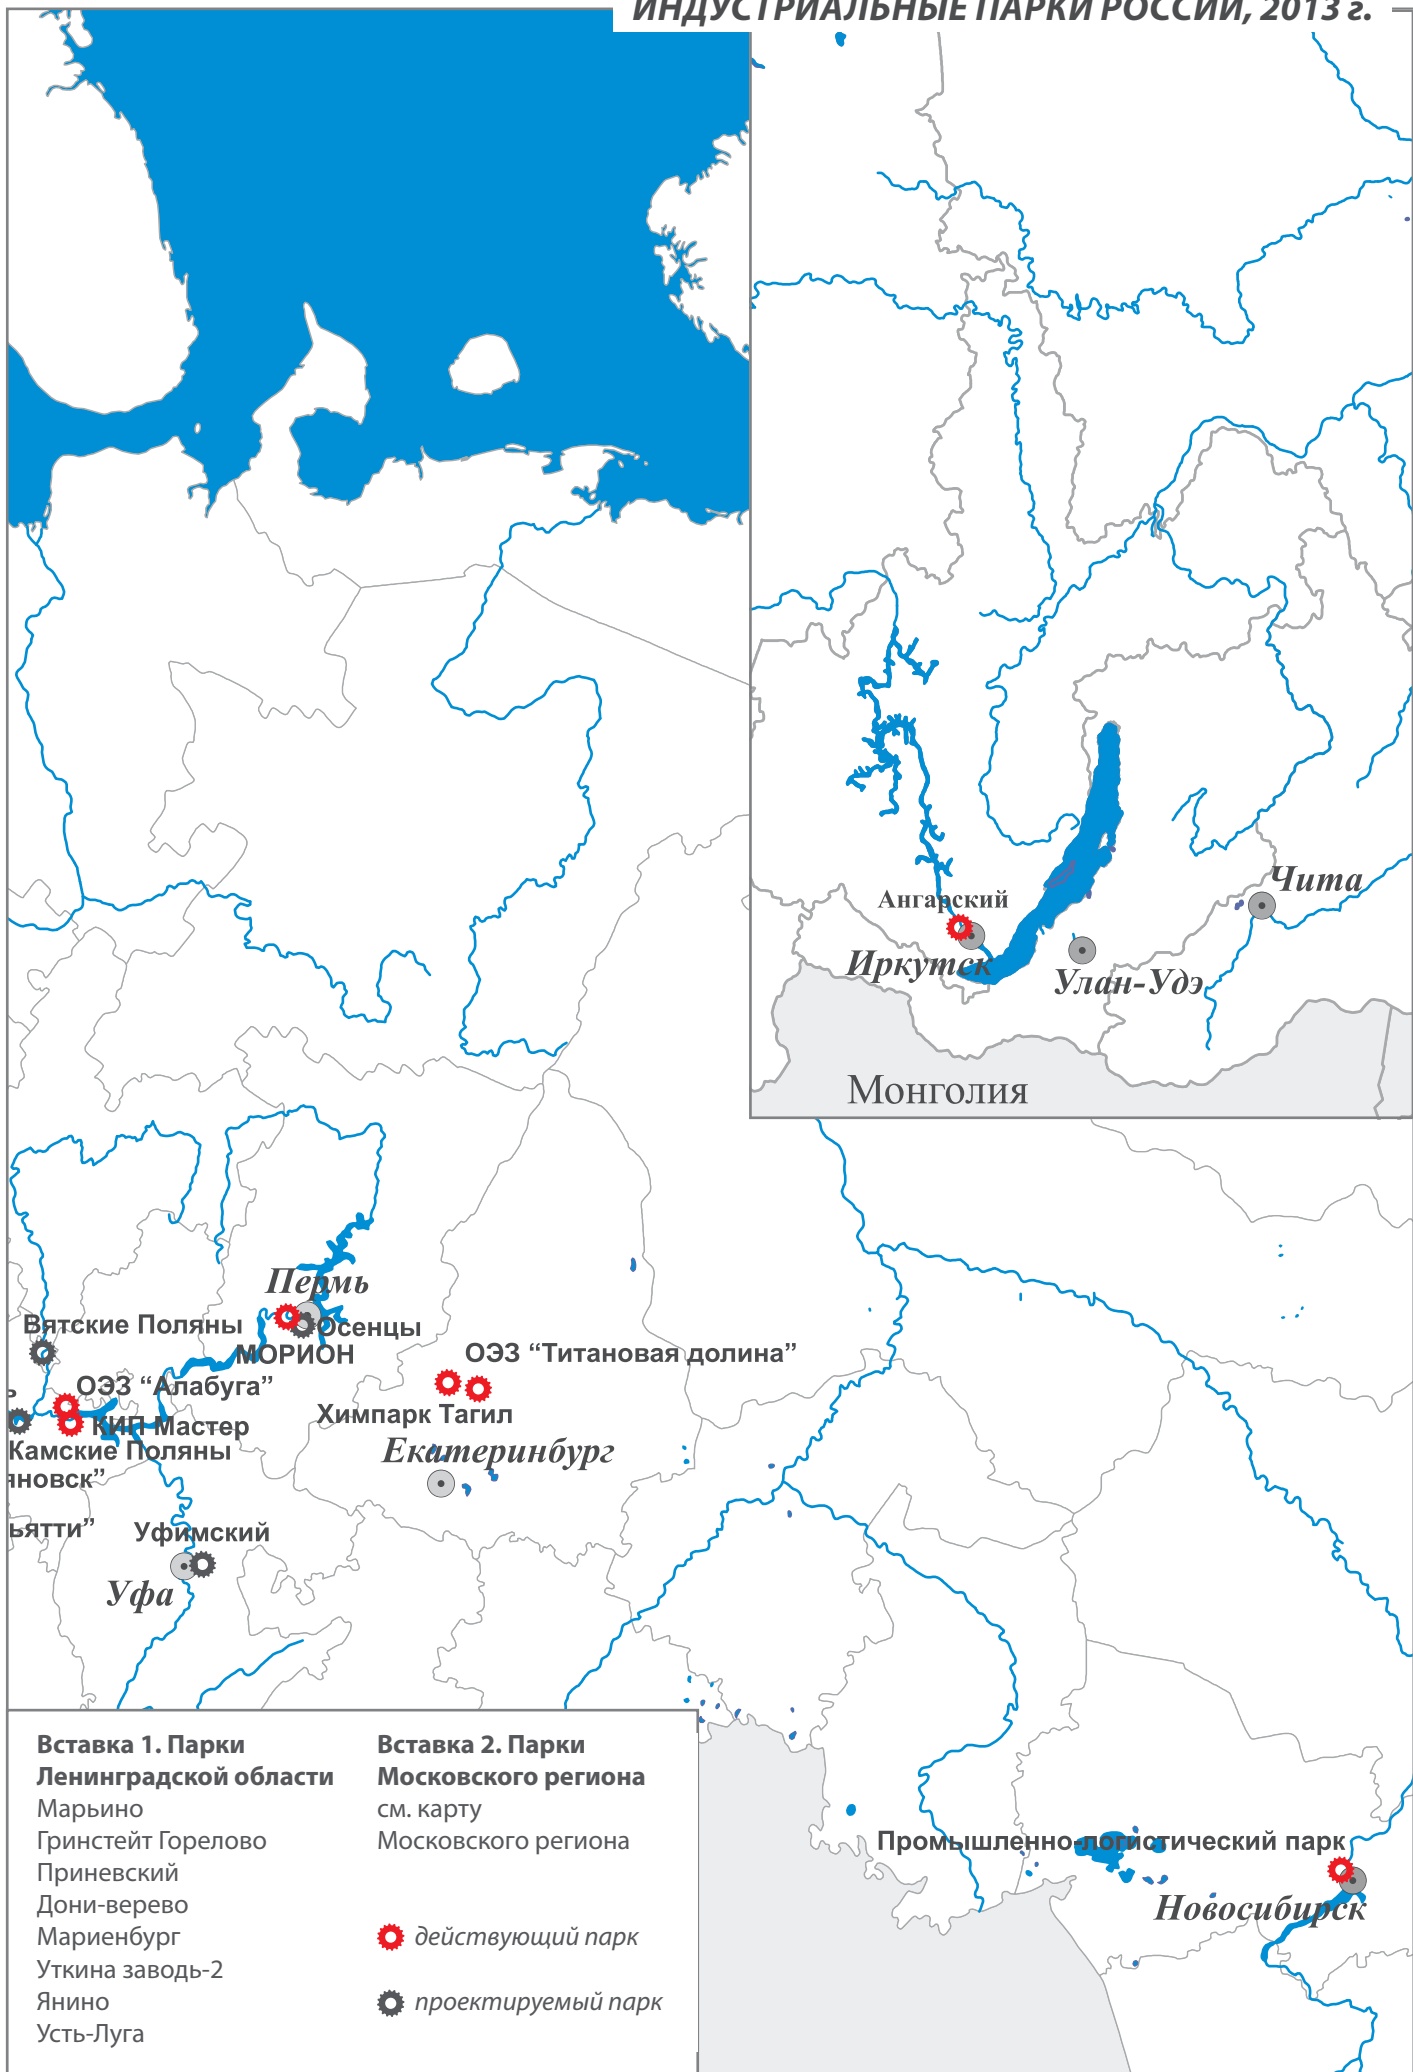 ИНДУСТРИАЛЬНЫЕ ПАРКИ РОССИИ, 2013 г.
Чита
Ангарский
Иркутск
Улан-Удэ
Монголия
Пермь
Вятские Поляны
Осенцы
МОРИОН
ОЭЗ “Титановая долина”
ОЭЗ “Алабуга”
ь
Химпарк Тагил
КИП Мастер
Камские Поляны
Екатеринбург
яновск”
ьятти”
Уфимский
Уфа
Вставка 1. Парки
Ленинградской области
Марьино
Гринстейт Горелово
Приневский
Дони-верево
Мариенбург
Уткина заводь-2
Янино
Усть-Луга
Вставка 2. Парки
Московского региона
см. карту
Московского региона
действующий парк
проектируемый парк
Промышленно-логистический парк
Новосибирск